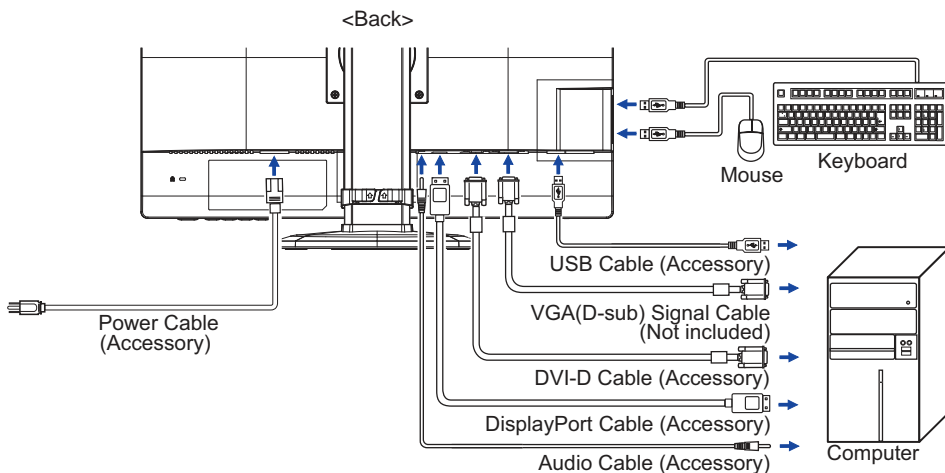 <Back>
Mouse
Keyboard
USB Cable (Accessory)
Power Cable
(Accessory)
VGA(D-sub) Signal Cable
(Not included)
DVI-D Cable (Accessory)
DisplayPort Cable (Accessory)
Audio Cable (Accessory)
Computer